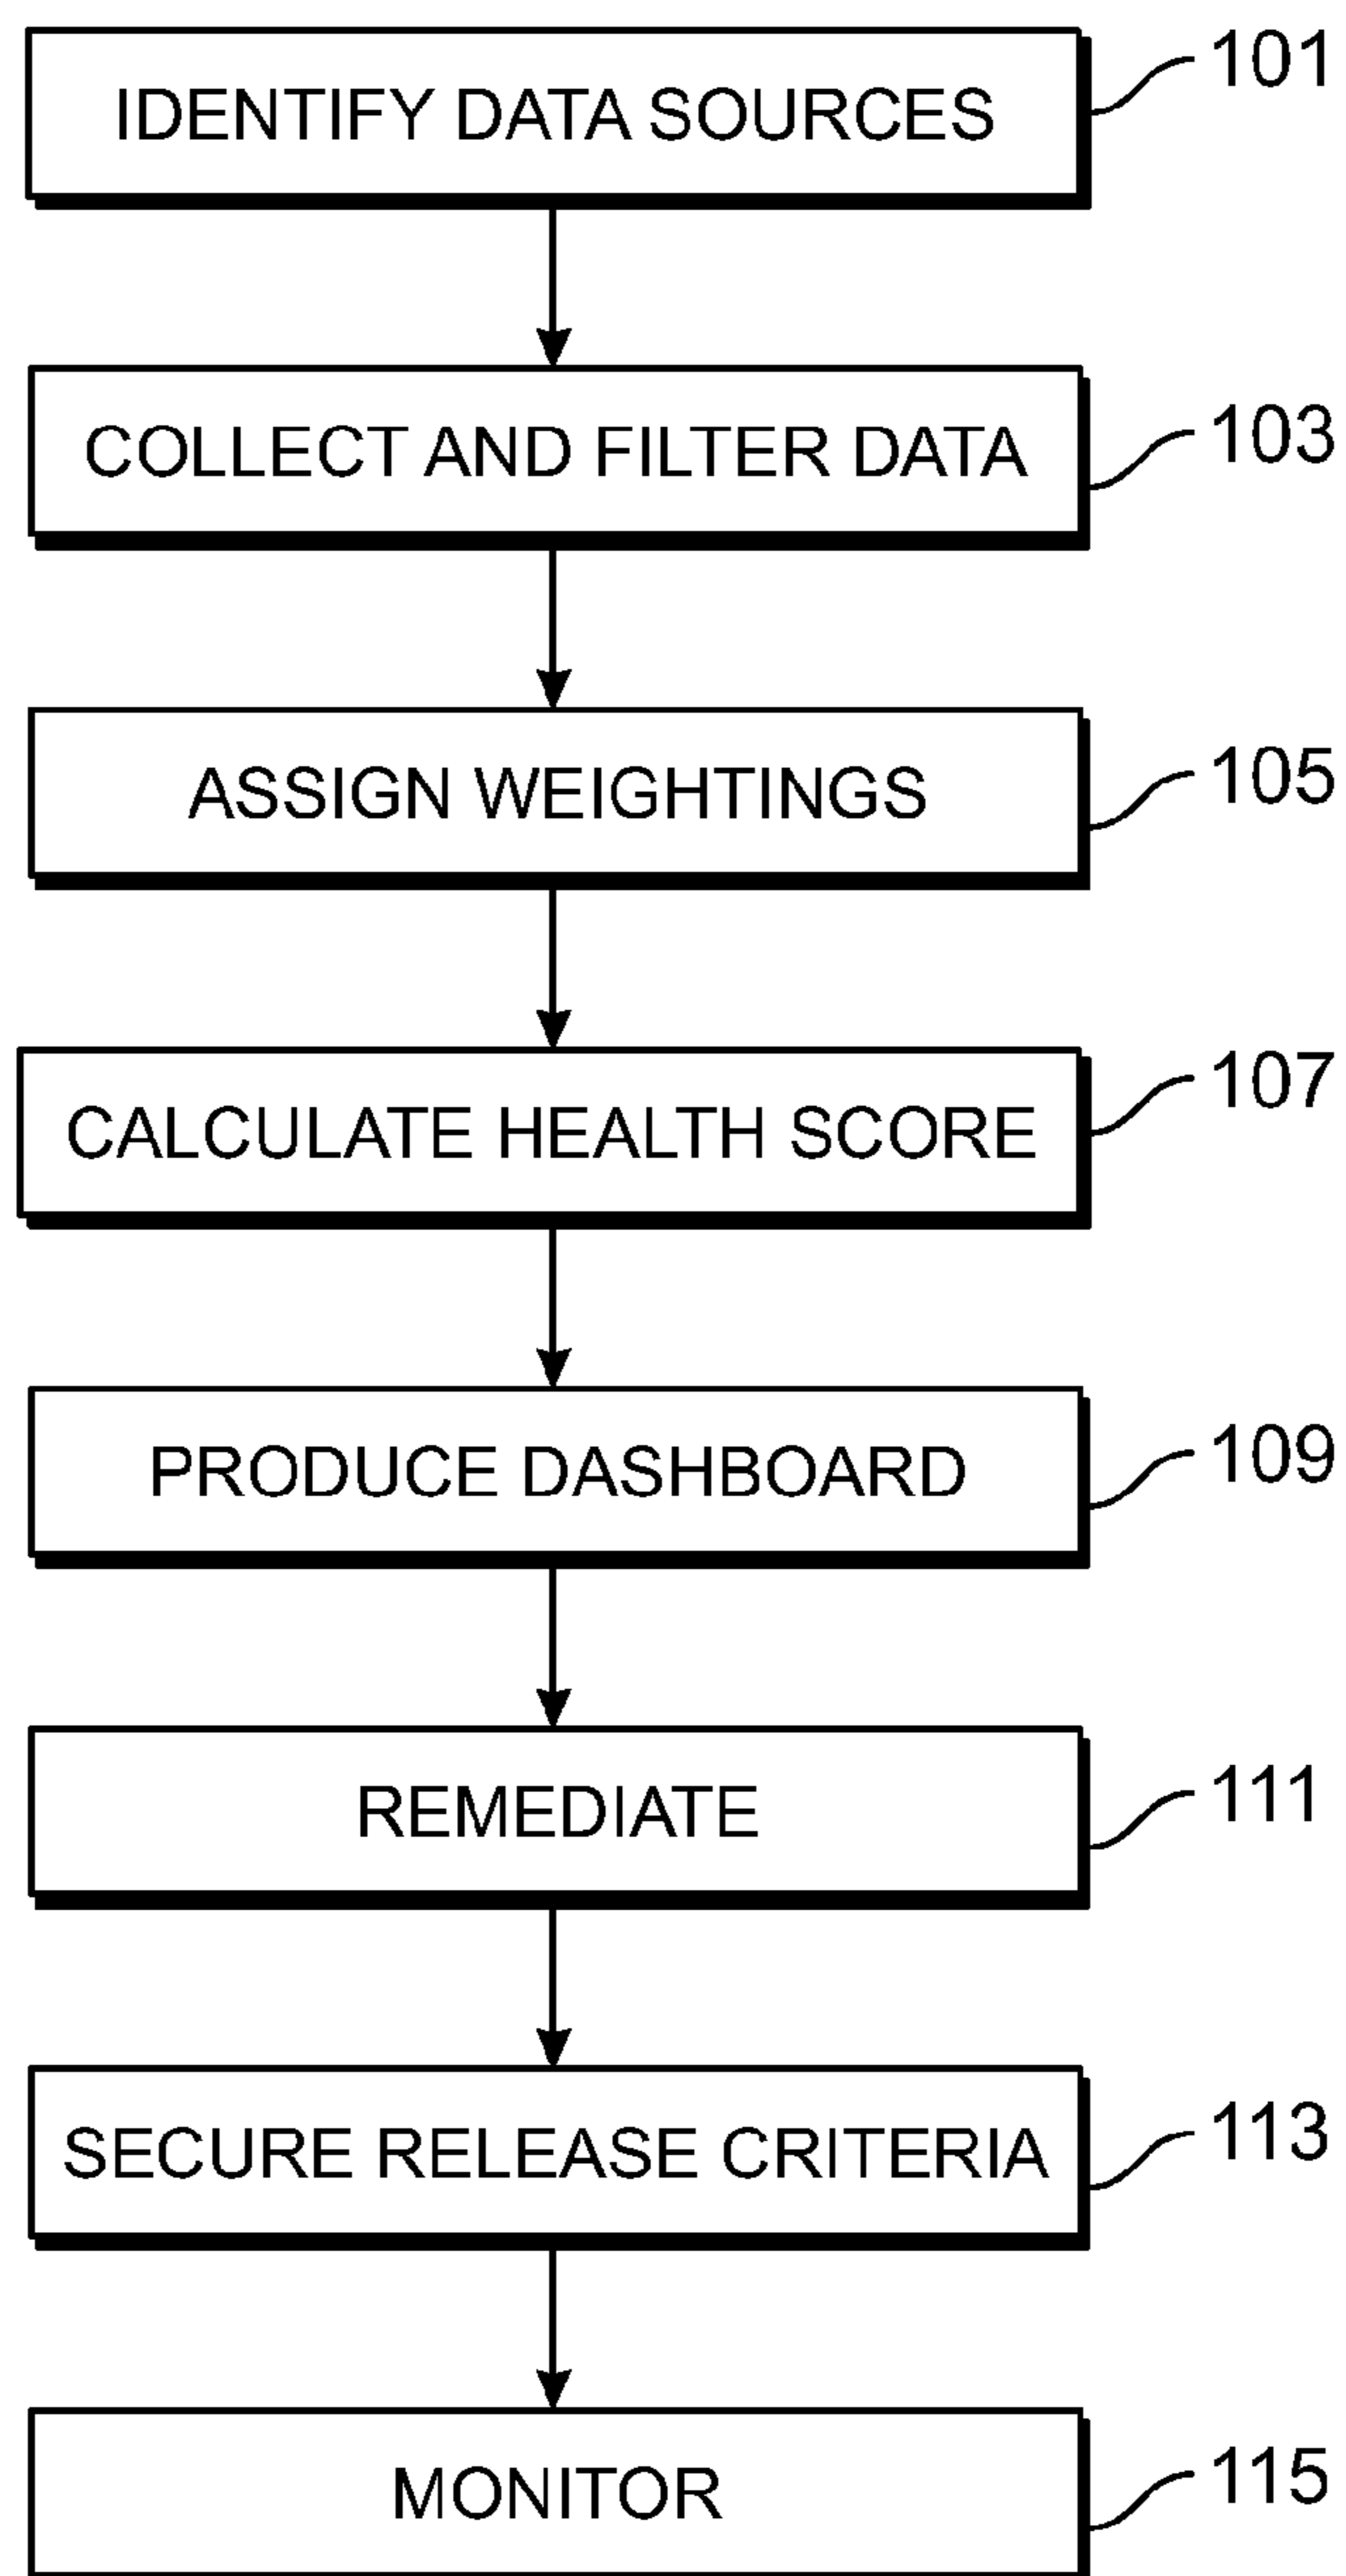 IDENTIFY DATA SOURCES
101
COLLECT AND FILTER DATA
103
ASSIGN WEIGHTINGS
105
CALCULATE HEALTH SCORE
107
PRODUCE DASHBOARD
109
REMEDIATE
111
SECURE RELEASE CRITERIA
113
MONITOR
115